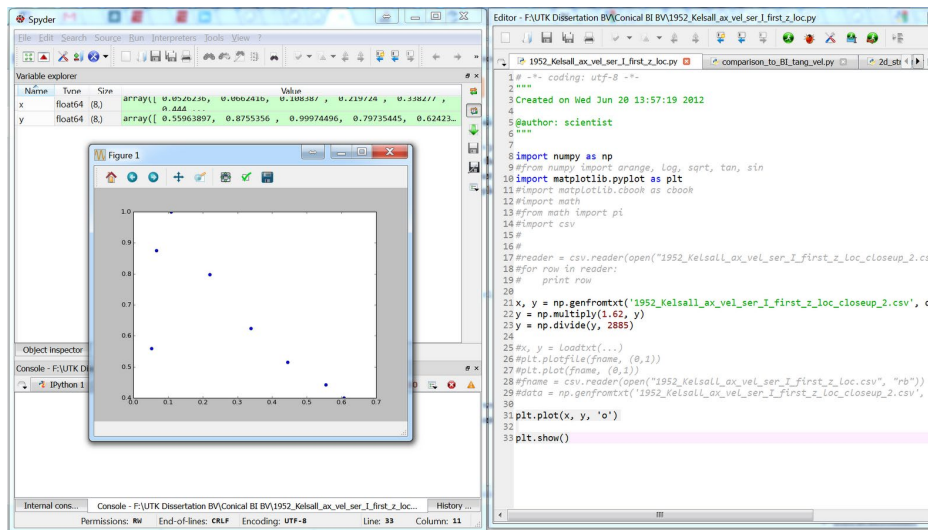 Spyder
File Edit Search Source Run Interpreters Tools View ?
Variable explorer
Name Type Size Value
x float64 (8,) array([ 0.0526236, 0.0662416, 0.108387 , 0.219724 , 0.338277 ,
0.444 ...
y float64 (8,) array([ 0.55963897, 0.8755356 , 0.99974496, 0.79735445, 0.62423...
Figure 1
1.0
0.9
0.8
0.7
0.6
0.5
0.4
0.0 0.1 0.2 0.3 0.4 0.5 0.6 0.7
Object inspector
Console - F:\UTK Di
IPython 1
Internal cons... Console - F:\UTK Dissertation BV\Conical BI BV\1952_Kelsall_ax_vel_ser_I_first_z_loc... History ...
Permissions: RW End-of-lines: CRLF Encoding: UTF-8 Line: 33 Column: 11
Editor - F:\UTK Dissertation BV\Conical BI BV\1952_Kelsall_ax_vel_ser_I_first_z_loc.py
1952_Kelsall_ax_vel_ser_I_first_z_loc.py comparison_to_BI_tang_vel.py 2d_str
1 # -*- coding: utf-8 -*-
2 """
3 Created on Wed Jun 20 13:57:19 2012
4
5 @author: scientist
6 """
7
8 import numpy as np
9 #from numpy import arange, log, sqrt, tan, sin
10 import matplotlib.pyplot as plt
11 #import matplotlib.cbook as cbook
12 #import math
13 #from math import pi
14 #import csv
15 #
16 #
17 #reader = csv.reader(open("1952_Kelsall_ax_vel_ser_I_first_z_loc_closeup_2.cs
18 #for row in reader:
19 #    print row
20
21 x, y = np.genfromtxt('1952_Kelsall_ax_vel_ser_I_first_z_loc_closeup_2.csv', d
22 y = np.multiply(1.62, y)
23 y = np.divide(y, 2885)
24
25 #x, y = loadtxt(...)
26 #plt.plotfile(fname, (0,1))
27 #plt.plot(fname, (0,1))
28 #fname = csv.reader(open("1952_Kelsall_ax_vel_ser_I_first_z_loc.csv", "rb"))
29 #data = np.genfromtxt('1952_Kelsall_ax_vel_ser_I_first_z_loc_closeup_2.csv',
30
31 plt.plot(x, y, 'o')
32
33 plt.show()